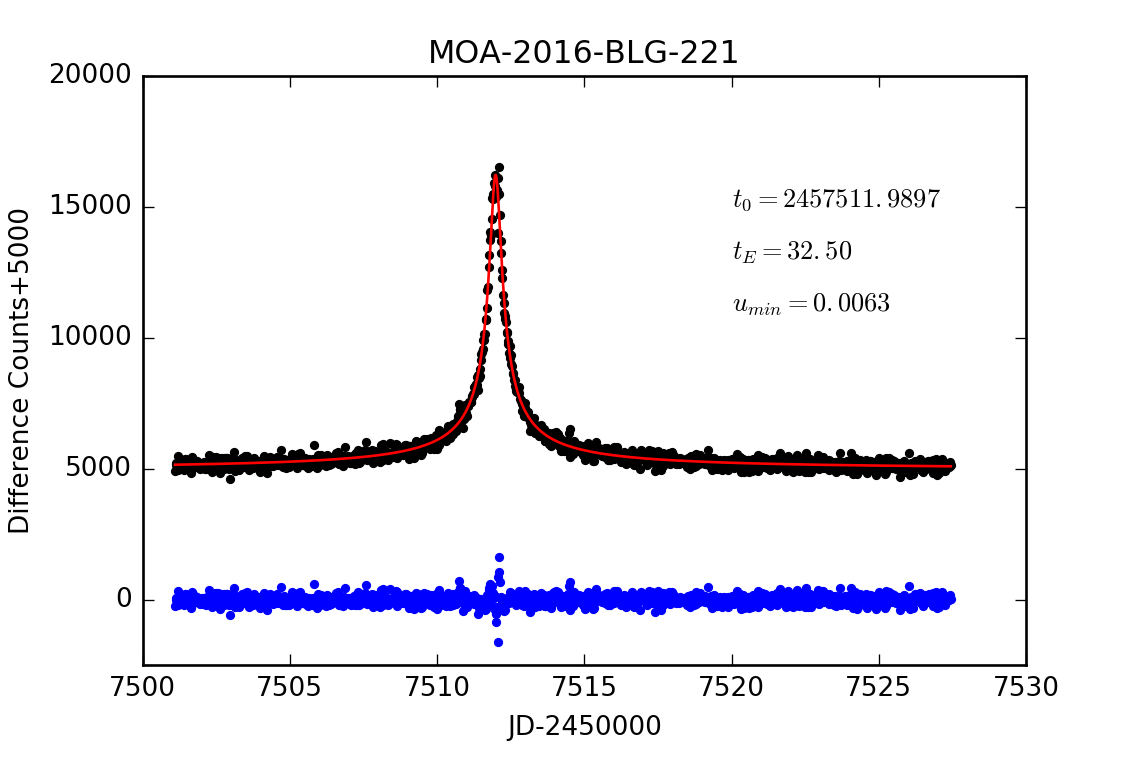 MOA-2016-BLG-221
20000
15000
10000
5000
0
Difference Counts+5000
t_0 = 2457511.9897
t_E = 32.50
u_min = 0.0063
7500 7505 7510 7515 7520 7525 7530
JD-2450000